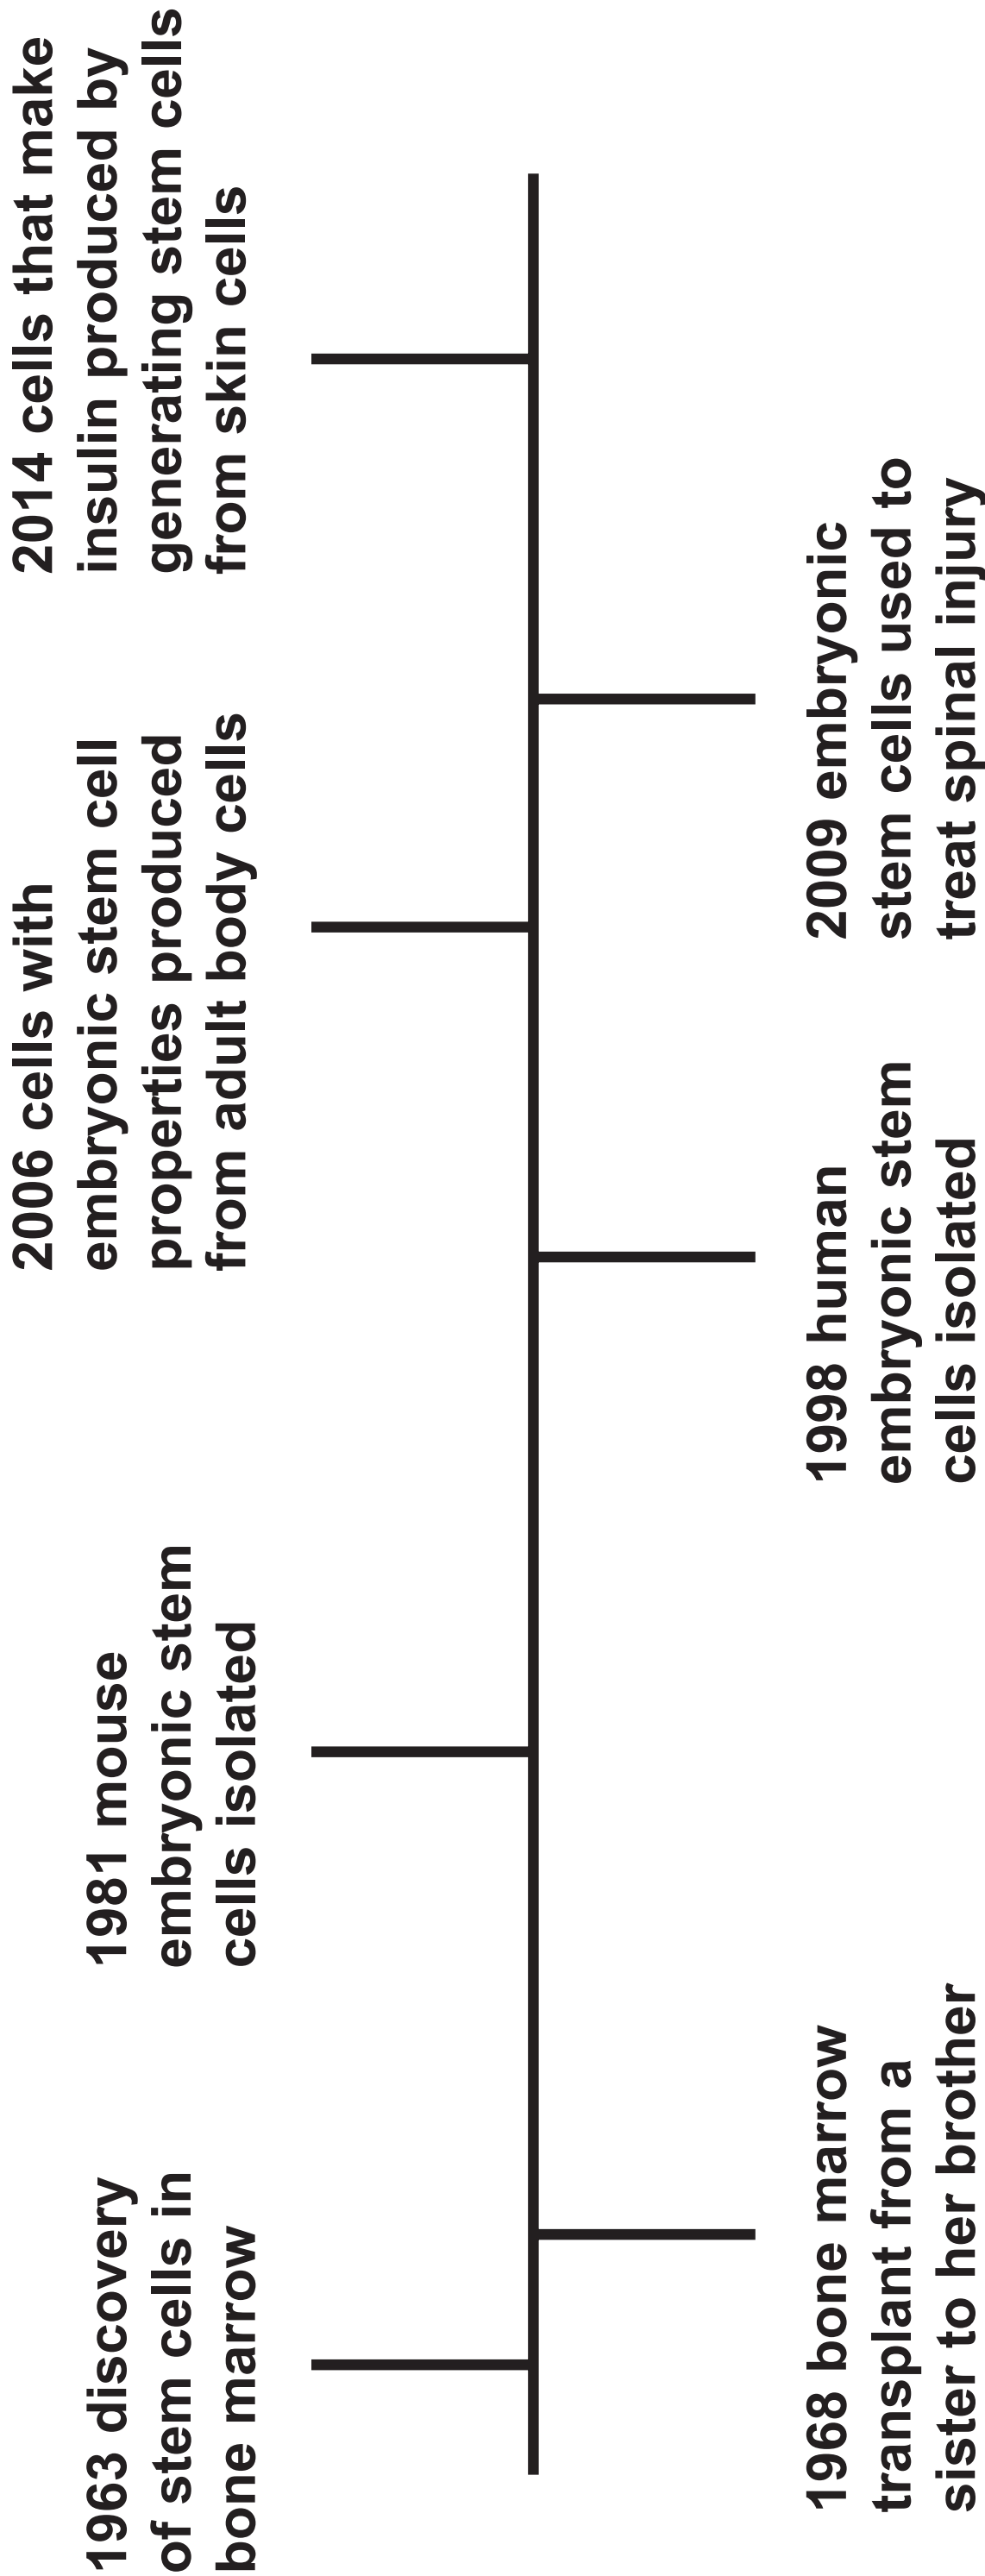 1963 discovery
of stem cells in
bone marrow
1968 bone marrow
transplant from a
sister to her brother
1981 mouse
embryonic stem
cells isolated
1998 human
embryonic stem
cells isolated
2006 cells with
embryonic stem cell
properties produced
from adult body cells
2009 embryonic
stem cells used to
treat spinal injury
2014 cells that make
insulin produced by
generating stem cells
from skin cells